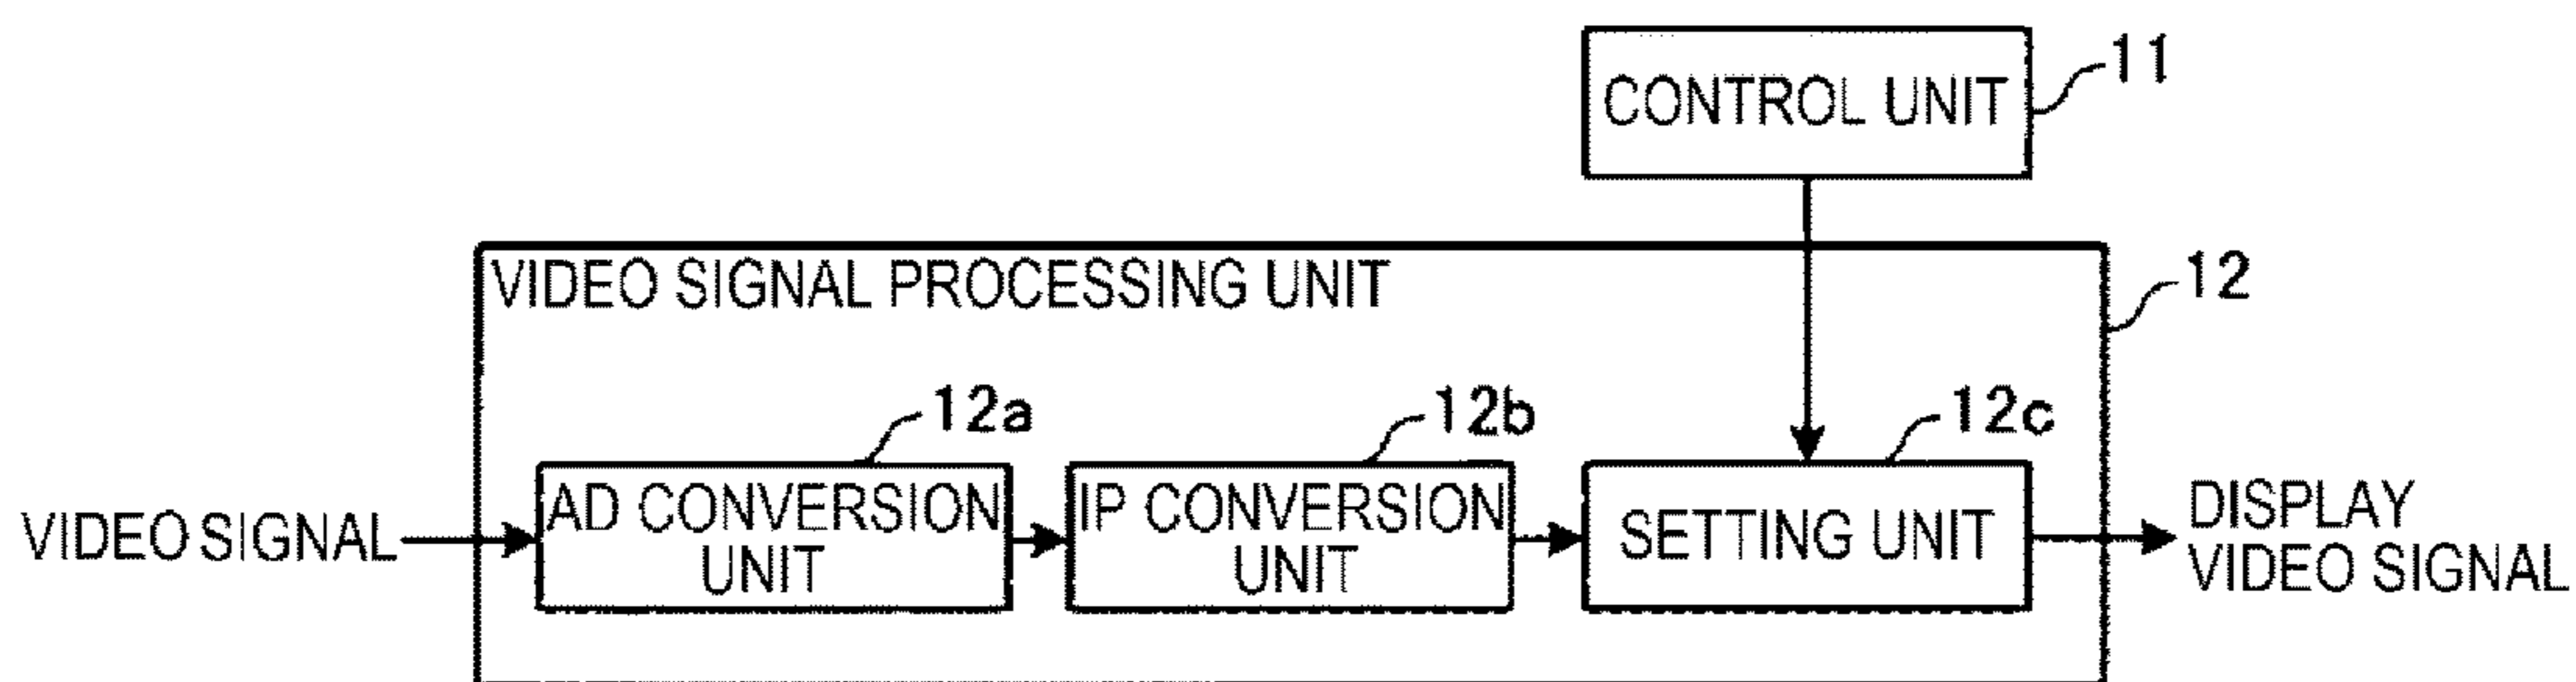 CONTROL UNIT
11
VIDEO SIGNAL PROCESSING UNIT
12
12a
12b
12c
VIDEO SIGNAL
AD CONVERSION
UNIT
IP CONVERSION
UNIT
SETTING UNIT
DISPLAY
VIDEO SIGNAL